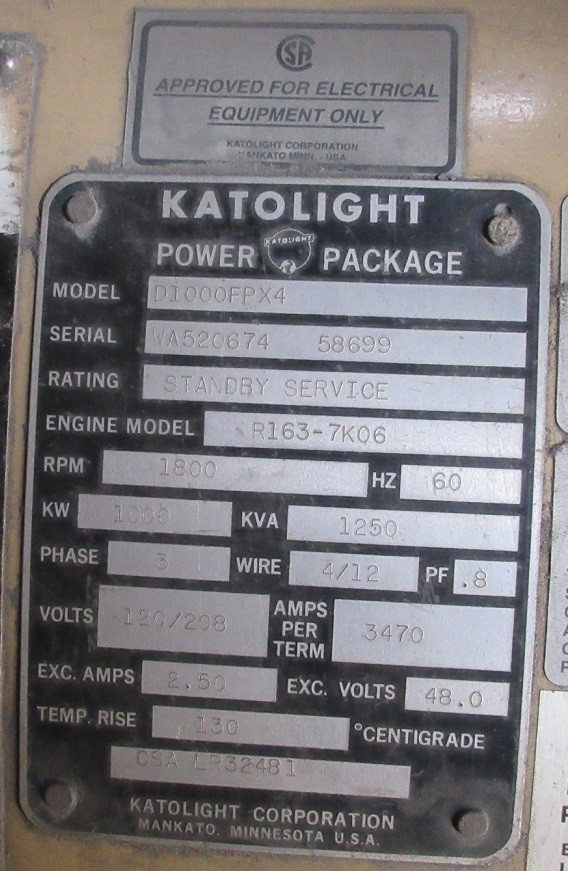 CSA
APPROVED FOR ELECTRICAL
EQUIPMENT ONLY
KATOLIGHT CORPORATION
MANKATO MINN. - USA
KATOLIGHT
POWER KATOLIGHT PACKAGE
MODEL D1000FPX4
SERIAL WA520674 58699
RATING STANDBY SERVICE
ENGINE MODEL R163-7K06
RPM 1800 HZ 60
KW 1000 KVA 1250
PHASE 3 WIRE 4/12 PF .8
VOLTS 120/208 AMPS PER TERM 3470
EXC. AMPS 2.50 EXC. VOLTS 48.0
TEMP. RISE 130 °CENTIGRADE
CSA LR32481
KATOLIGHT CORPORATION
MANKATO, MINNESOTA U.S.A.